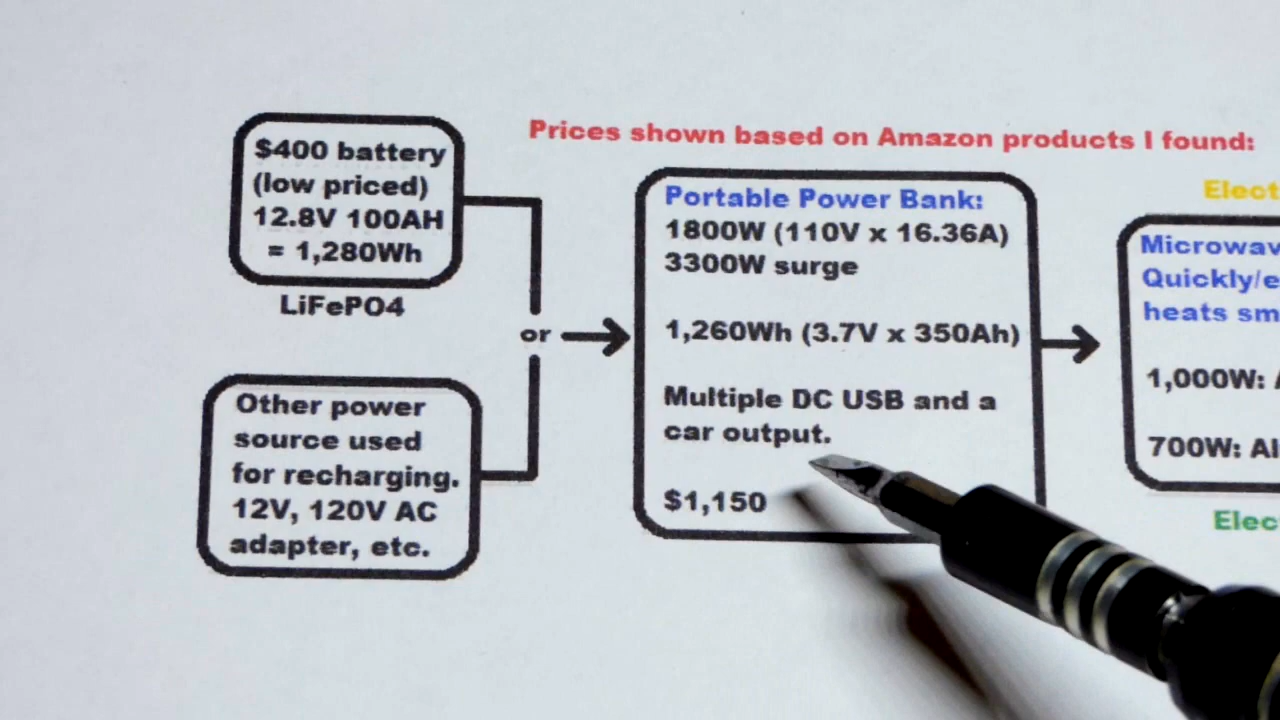 Prices shown based on Amazon products I found:
$400 battery
(low priced)
12.8V 100AH
= 1,280Wh
LiFePO4
Other power
source used
for recharging.
12V, 120V AC
adapter, etc.
or
Portable Power Bank:
1800W (110V x 16.36A)
3300W surge
1,260Wh (3.7V x 350Ah)
Multiple DC USB and a
car output.
$1,150
Quickly/e
heats sm
1,000W:
700W: